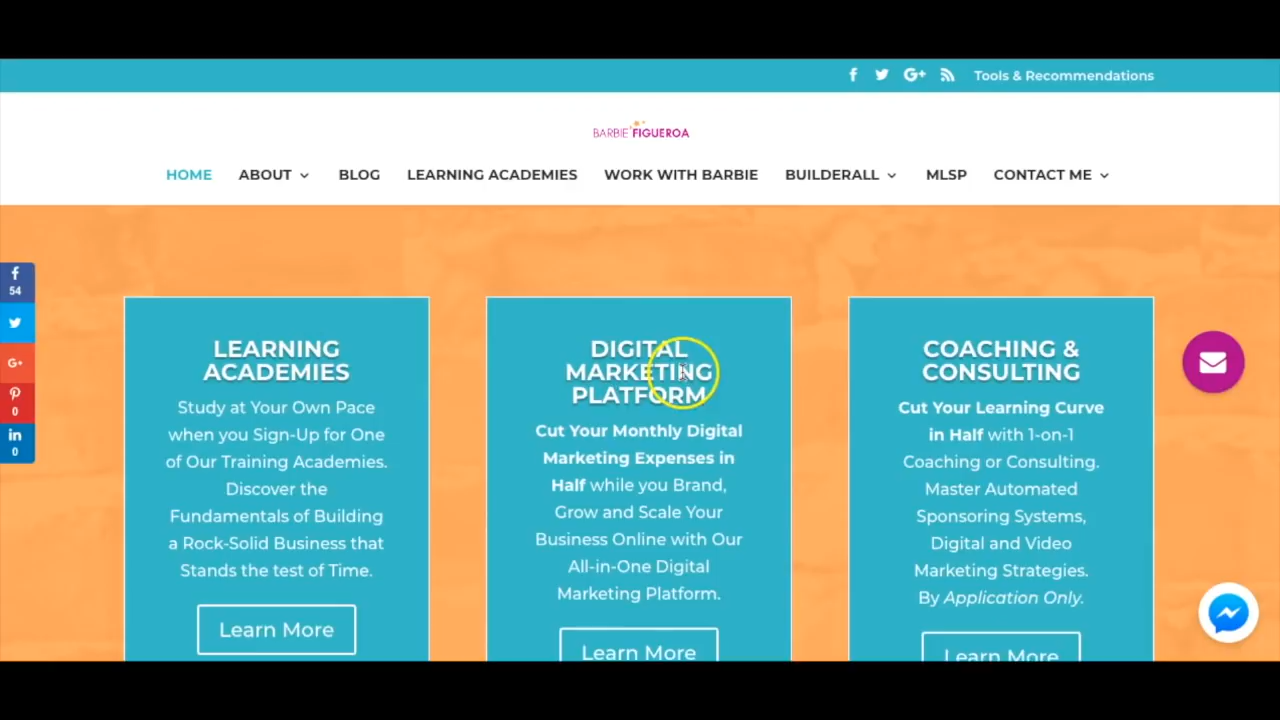 Tools & Recommendations
BARBIE FIGUEROA
HOME ABOUT BLOG LEARNING ACADEMIES WORK WITH BARBIE BUILDERALL MLSP CONTACT ME
54
0
0
LEARNING
ACADEMIES
Study at Your Own Pace
when you Sign-Up for One
of Our Training Academies.
Discover the
Fundamentals of Building
a Rock-Solid Business that
Stands the test of Time.
Learn More
DIGITAL
MARKETING
PLATFORM
Cut Your Monthly Digital
Marketing Expenses in
Half while you Brand,
Grow and Scale Your
Business Online with Our
All-in-One Digital
Marketing Platform.
Learn More
COACHING &
CONSULTING
Cut Your Learning Curve
in Half with 1-on-1
Coaching or Consulting.
Master Automated
Sponsoring Systems,
Digital and Video
Marketing Strategies.
By Application Only.
Learn More